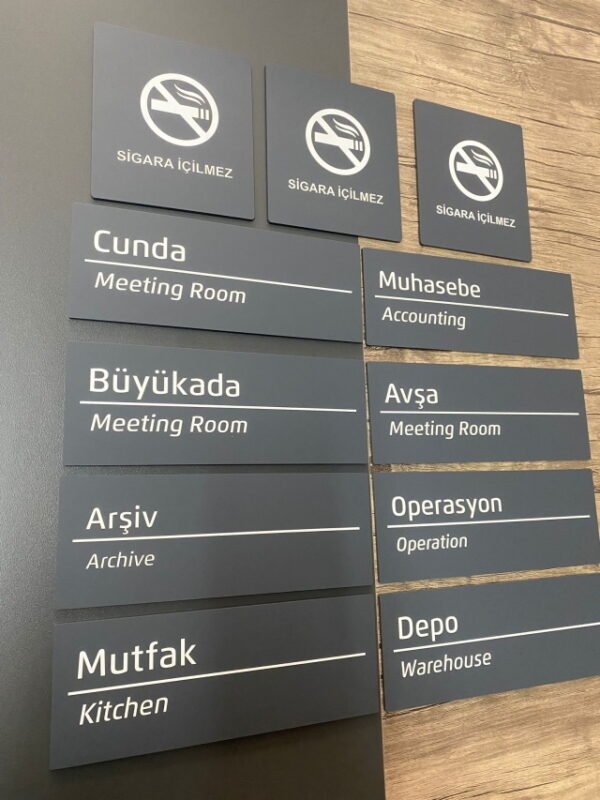 SİGARA İÇİLMEZ
SİGARA İÇİLMEZ
SİGARA İÇİLMEZ
Cunda
Meeting Room
Muhasebe
Accounting
Büyükada
Meeting Room
Avşa
Meeting Room
Arşiv
Archive
Operasyon
Operation
Mutfak
Kitchen
Depo
Warehouse